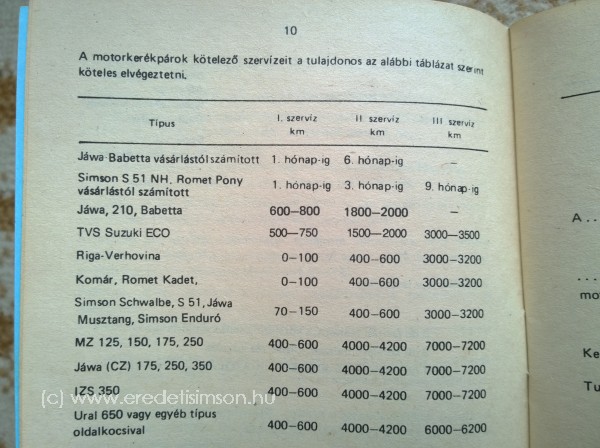 10
A motorkerékpárok kötelező szervizeit a tulajdonos az alábbi táblázat szerint
köteles elvégeztetni.
Típus I. szerviz km II szerviz km III szerviz km
Jáwa-Babetta vásárlástól számított 1. hónap-ig 6. hónap-ig —
Simson S 51 NH, Romet Pony
vásárlástól számított 1. hónap-ig 3. hónap-ig 9. hónap-ig
Jáwa, 210, Babetta 600—800 1800—2000 —
TVS Suzuki ECO 500—750 1500—2000 3000—3500
Riga-Verhovina 0—100 400—600 3000—3200
Komár, Romet Kadet, 0—100 400—600 3000—3200
Simson Schwalbe, S 51, Jáwa
Musztang, Simson Enduró 70—150 400—600 3000—3200
MZ 125, 150, 175, 250 400—600 4000—4200 7000—7200
Jáwa (CZ) 175, 250, 350 400—600 4000—4200 7000—7200
IZS 350 400—600 4000—4200 7000—7200
(c) www.eredetisimson.hu
Ural 650 vagy egyéb típus
oldalkocsival 400—600 4000—4200 6000—6200
A . .
. . . .
mo
Ke
Tu